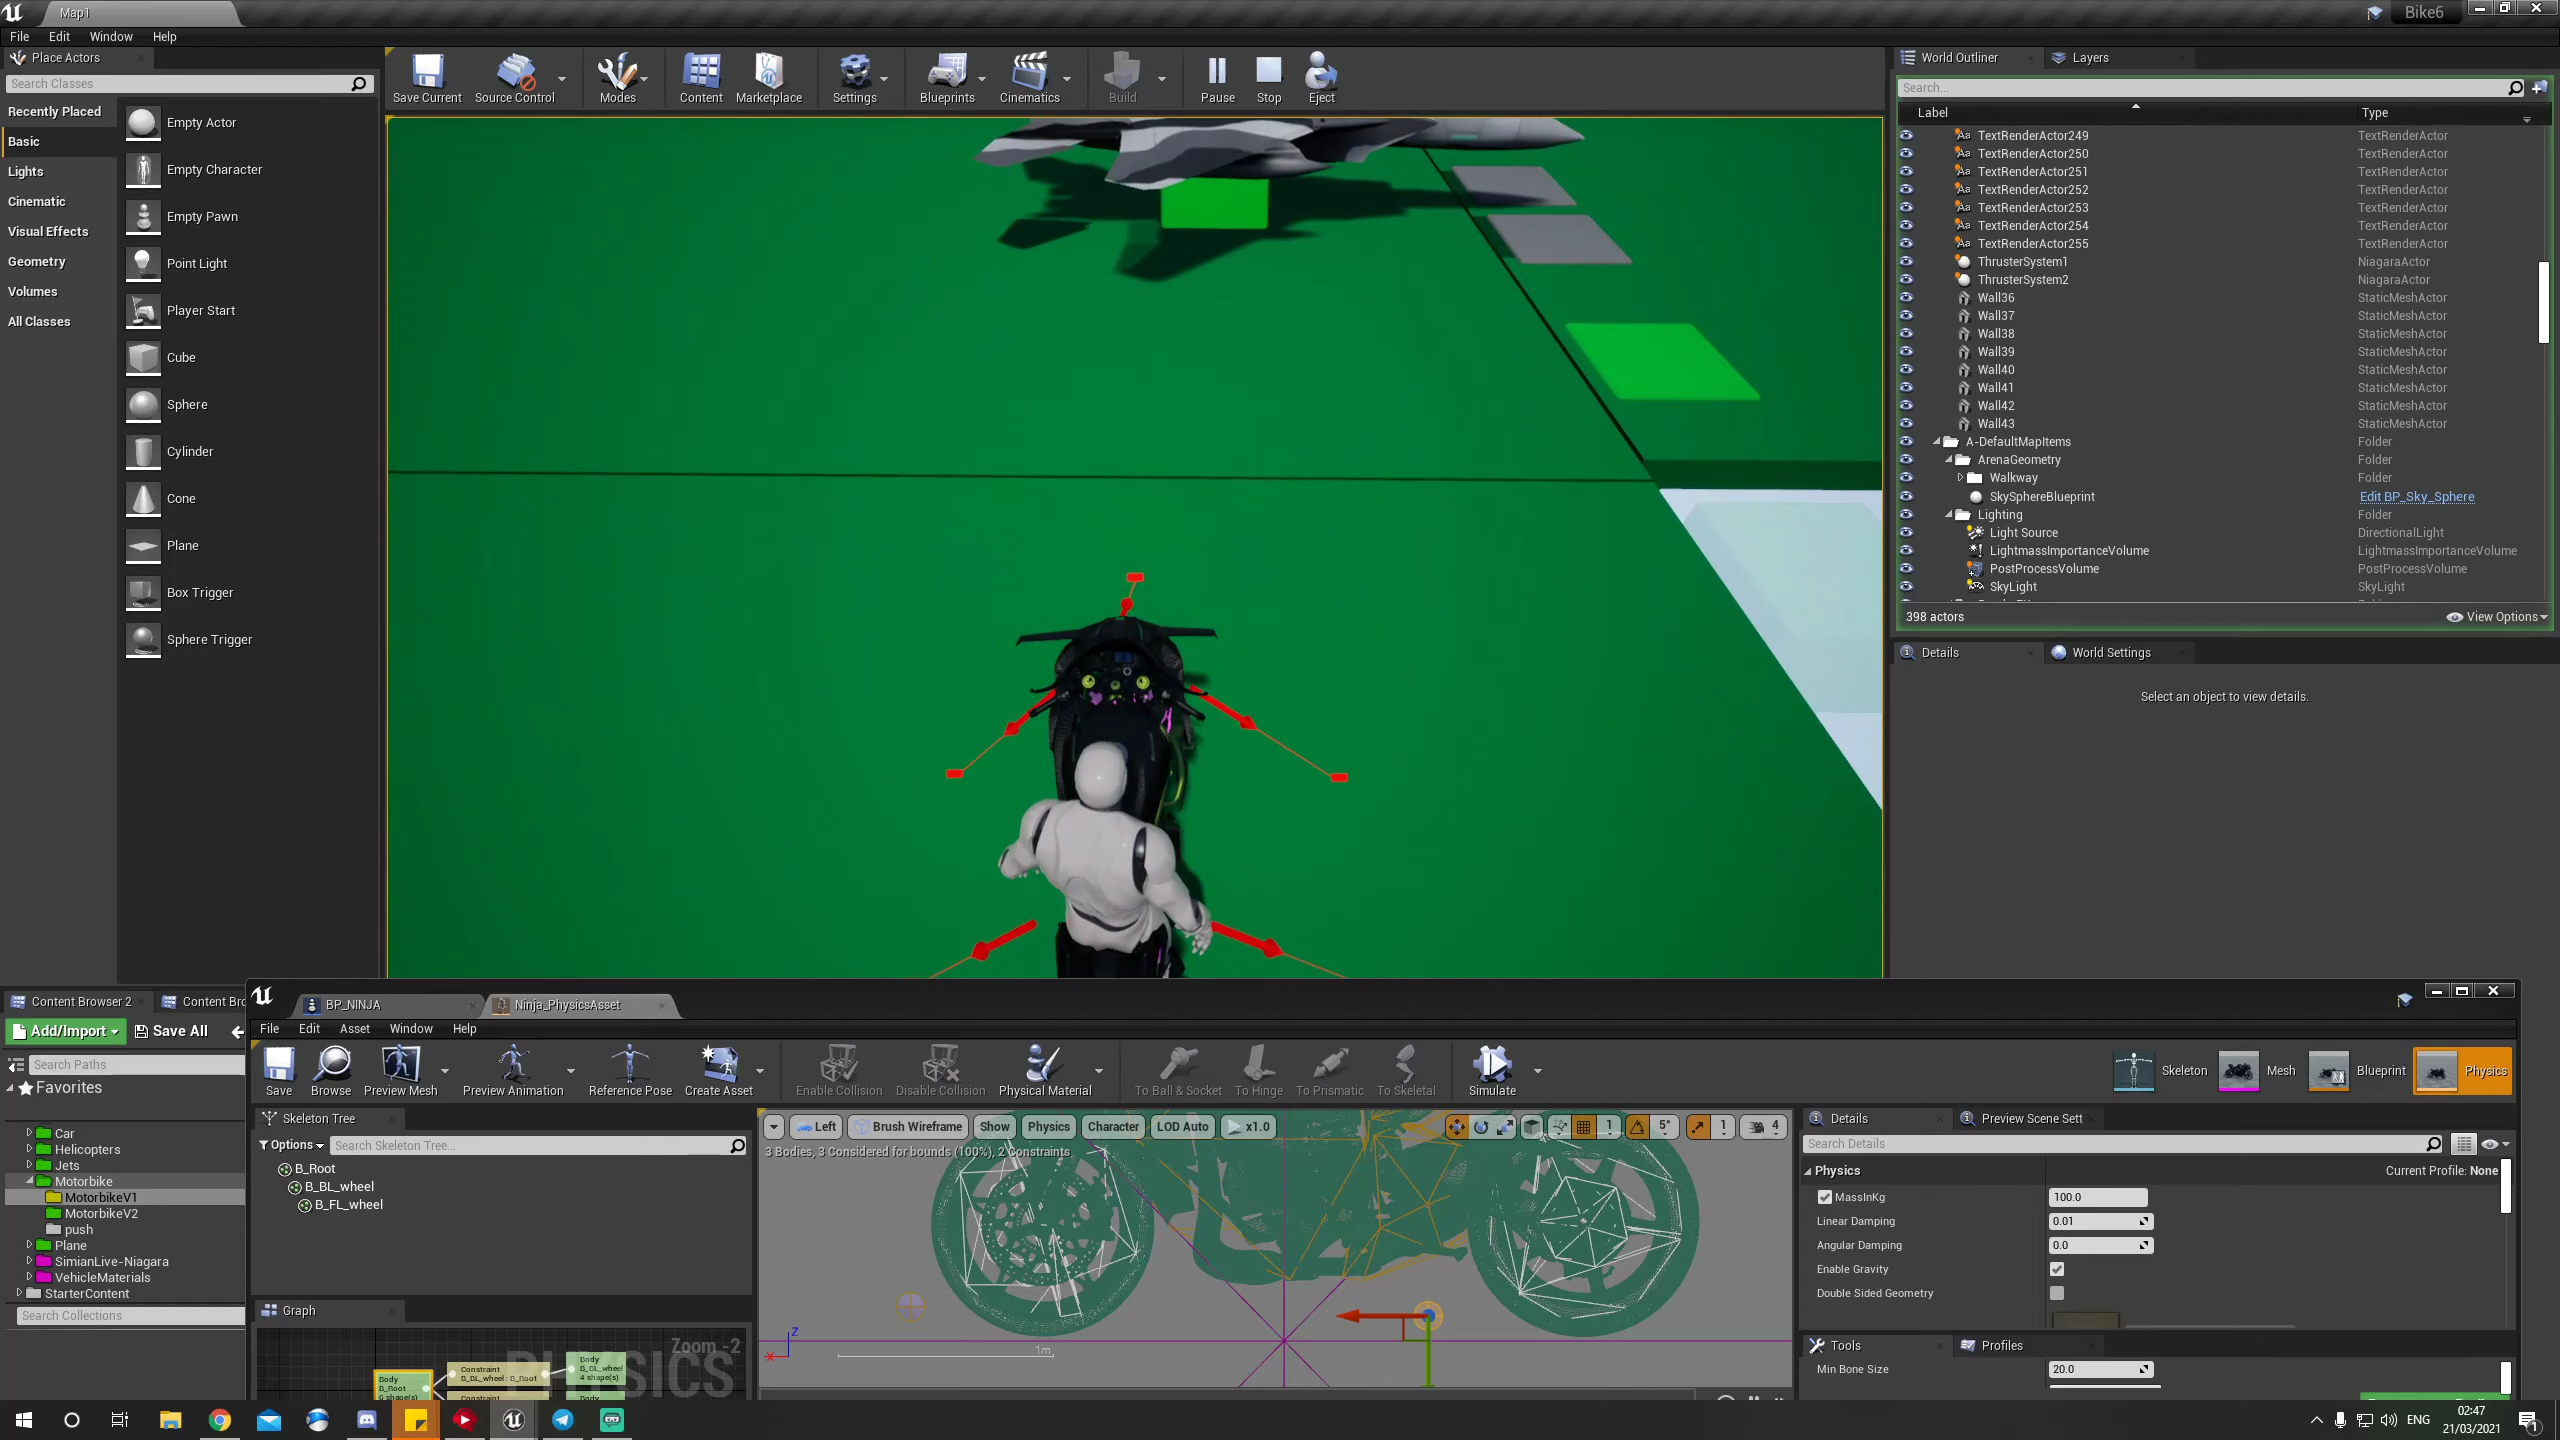 Map1
Bike6
File Edit Window Help
Place Actors
Search Classes
Recently Placed
Basic
Lights
Cinematic
Visual Effects
Geometry
Volumes
All Classes
Empty Actor
Empty Character
Empty Pawn
Point Light
Player Start
Cube
Sphere
Cylinder
Cone
Plane
Box Trigger
Sphere Trigger
Save Current Source Control Modes Content Marketplace Settings Blueprints Cinematics Build Pause Stop Eject
World Outliner Layers
Search...
Label Type
TextRenderActor249 TextRenderActor
TextRenderActor250 TextRenderActor
TextRenderActor251 TextRenderActor
TextRenderActor252 TextRenderActor
TextRenderActor253 TextRenderActor
TextRenderActor254 TextRenderActor
TextRenderActor255 TextRenderActor
ThrusterSystem1 NiagaraActor
ThrusterSystem2 NiagaraActor
Wall36 StaticMeshActor
Wall37 StaticMeshActor
Wall38 StaticMeshActor
Wall39 StaticMeshActor
Wall40 StaticMeshActor
Wall41 StaticMeshActor
Wall42 StaticMeshActor
Wall43 StaticMeshActor
A-DefaultMapItems Folder
ArenaGeometry Folder
Walkway Folder
SkySphereBlueprint Edit BP_Sky_Sphere
Lighting Folder
Light Source DirectionalLight
LightmassImportanceVolume LightmassImportanceVolume
PostProcessVolume PostProcessVolume
SkyLight SkyLight
398 actors View Options
Details World Settings
Select an object to view details.
Content Browser 2 Content Bro
Add/Import Save All
Search Paths
Favorites
Car
Helicopters
Jets
Motorbike
MotorbikeV1
MotorbikeV2
push
Plane
SimianLive-Niagara
VehicleMaterials
StarterContent
Search Collections
BP_NINJA Ninja_PhysicsAsset
File Edit Asset Window Help
Save Browse Preview Mesh Preview Animation Reference Pose Create Asset Enable Collision Disable Collision Physical Material To Ball & Socket To Hinge To Prismatic To Skeletal Simulate
Skeleton Mesh Blueprint Physics
Skeleton Tree
Options Search Skeleton Tree...
B_Root
B_BL_wheel
B_FL_wheel
Graph
Zoom -2
PHYSICS
Body
B_Root
6 shape(s)
Constraint
B_BL_wheel : B_Root
Body
B_BL_wheel
4 shape(s)
Constraint
Body
Left Brush Wireframe Show Physics Character LOD Auto x1.0 1 5° 1 4
3 Bodies, 3 Considered for bounds (100%), 2 Constraints
Z
X
1m
Details Preview Scene Sett
Search Details
Physics Current Profile: None
MassInKg 100.0
Linear Damping 0.01
Angular Damping 0.0
Enable Gravity
Double Sided Geometry
Tools Profiles
Min Bone Size 20.0
ENG
02:47
21/03/2021
1